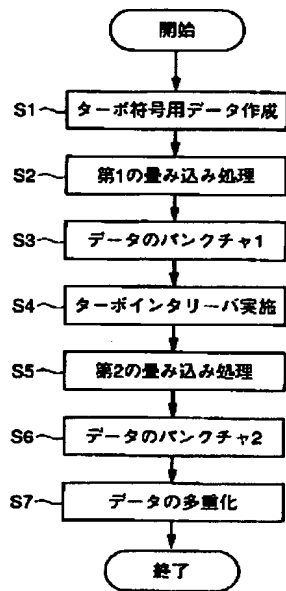 開始
S1 ターボ符号用データ作成
S2 第1の畳み込み処理
S3 データのパンクチャ1
S4 ターボインタリーバ実施
S5 第2の畳み込み処理
S6 データのパンクチャ2
S7 データの多重化
終了